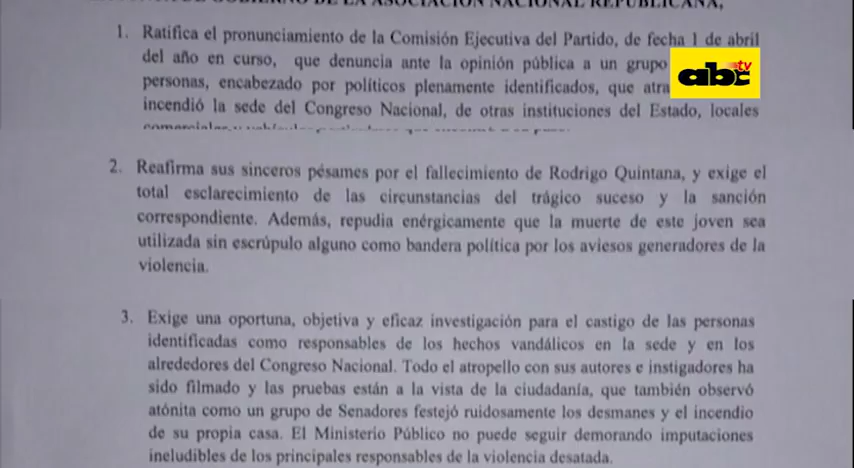 DE LA ASOCIACIÓN NACIONAL REPUBLICANA,
1. Ratifica el pronunciamiento de la Comisión Ejecutiva del Partido, de fecha 1 de abril
del año en curso, que denuncia ante la opinión pública a un grupo
personas, encabezado por políticos plenamente identificados, que
incendió la sede del Congreso Nacional, de otras instituciones del Estado, locales
abc tv
2. Reafirma sus sinceros pésames por el fallecimiento de Rodrigo Quintana, y exige el
total esclarecimiento de las circunstancias del trágico suceso y la sanción
correspondiente. Además, repudia enérgicamente que la muerte de este joven sea
utilizada sin escrúpulo alguno como bandera política por los aviesos generadores de la
violencia.
3. Exige una oportuna, objetiva y eficaz investigación para el castigo de las personas
identificadas como responsables de los hechos vandálicos en la sede y en los
alrededores del Congreso Nacional. Todo el atropello con sus autores e instigadores ha
sido filmado y las pruebas están a la vista de la ciudadanía, que también observó
atónita como un grupo de Senadores festejó ruidosamente los desmanes y el incendio
de su propia casa. El Ministerio Público no puede seguir demorando imputaciones
ineludibles de los principales responsables de la violencia desatada.